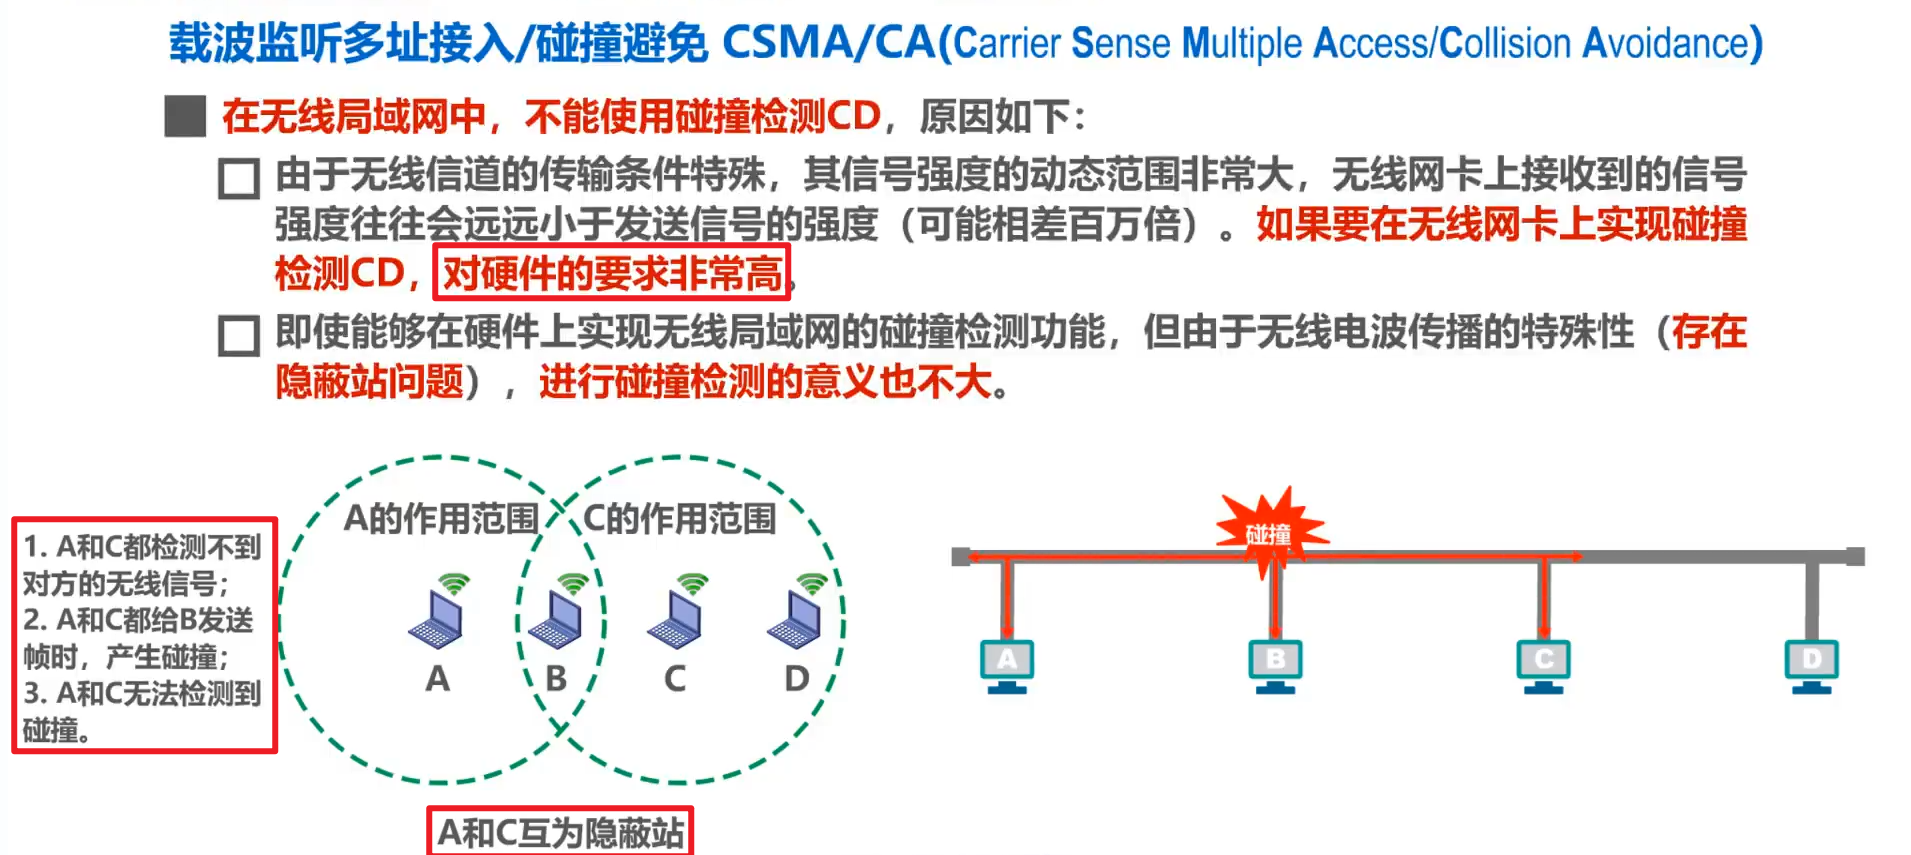 载波监听多址接入/碰撞避免 CSMA/CA(Carrier Sense Multiple Access/Collision Avoidance)
在无线局域网中，不能使用碰撞检测CD，原因如下：
由于无线信道的传输条件特殊，其信号强度的动态范围非常大，无线网卡上接收到的信号
强度往往会远远小于发送信号的强度（可能相差百万倍）。如果要在无线网卡上实现碰撞
检测CD，对硬件的要求非常高。
即使能够在硬件上实现无线局域网的碰撞检测功能，但由于无线电波传播的特殊性（存在
隐蔽站问题），进行碰撞检测的意义也不大。
1. A和C都检测不到
对方的无线信号；
2. A和C都给B发送
帧时，产生碰撞；
3. A和C无法检测到
碰撞。
A的作用范围
C的作用范围
A
B
C
D
A和C互为隐蔽站
碰撞
A
B
C
D